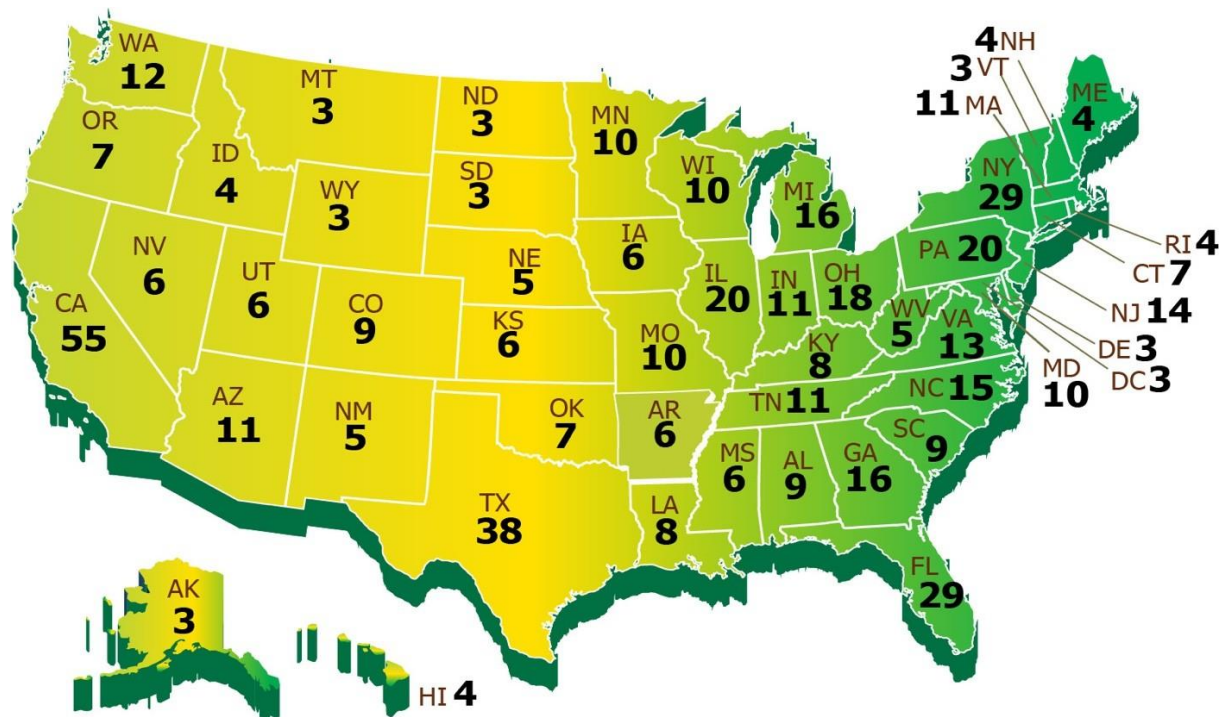 WA
12
MT
3
ND
3
MN
10
OR
7
ID
4
WY
3
SD
3
WI
10
MI
16
4 NH
3 VT
11 MA
ME
4
NY
29
RI 4
CT 7
NJ 14
DE 3
DC 3
MD
10
PA 20
CA
55
NV
6
UT
6
CO
9
NE
5
IA
6
IL
20
IN
11
OH
18
WV
5
VA
13
KS
6
MO
10
KY
8
NC 15
TN 11
SC
9
AZ
11
NM
5
OK
7
AR
6
MS
6
AL
9
GA
16
TX
38
LA
8
FL
29
AK
3
HI 4